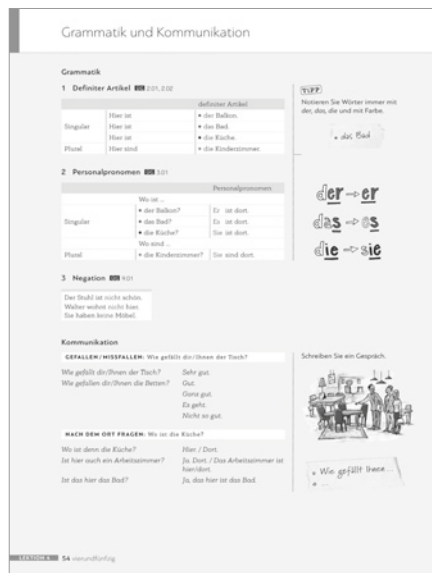 Grammatik und Kommunikation
Grammatik
1 Definiter Artikel 2.01, 2.02
definiter Artikel
Hier ist • der Balkon.
Singular Hier ist • das Bad.
Hier ist • die Küche.
Plural Hier sind • die Kinderzimmer.
TIPP
Notieren Sie Wörter immer mit
der, das, die und mit Farbe.
• das Bad
2 Personalpronomen 3.01
Personalpronomen
Wo ist ...
• der Balkon? Er ist dort.
Singular • das Bad? Es ist dort.
• die Küche? Sie ist dort.
Wo sind ...
Plural • die Kinderzimmer? Sie sind dort.
der ⇨ er
das ⇨ es
die ⇨ sie
3 Negation 9.01
Der Stuhl ist nicht schön.
Walter wohnt nicht hier.
Sie haben keine Möbel.
Kommunikation
GEFALLEN/MISSFALLEN: Wie gefällt dir/Ihnen der Tisch?
Wie gefällt dir/Ihnen der Tisch? Sehr gut.
Wie gefallen dir/Ihnen die Betten? Gut.
Ganz gut.
Es geht.
Nicht so gut.
NACH DEM ORT FRAGEN: Wo ist die Küche?
Wo ist denn die Küche? Hier. / Dort.
Ist hier auch ein Arbeitszimmer? Ja. Dort. / Das Arbeitszimmer ist
hier/dort.
Ist das hier das Bad? Ja, das hier ist das Bad.
Schreiben Sie ein Gespräch.
• Wie gefällt Ihnen...
• ...
LEKTION 4 54 vierundfünfzig